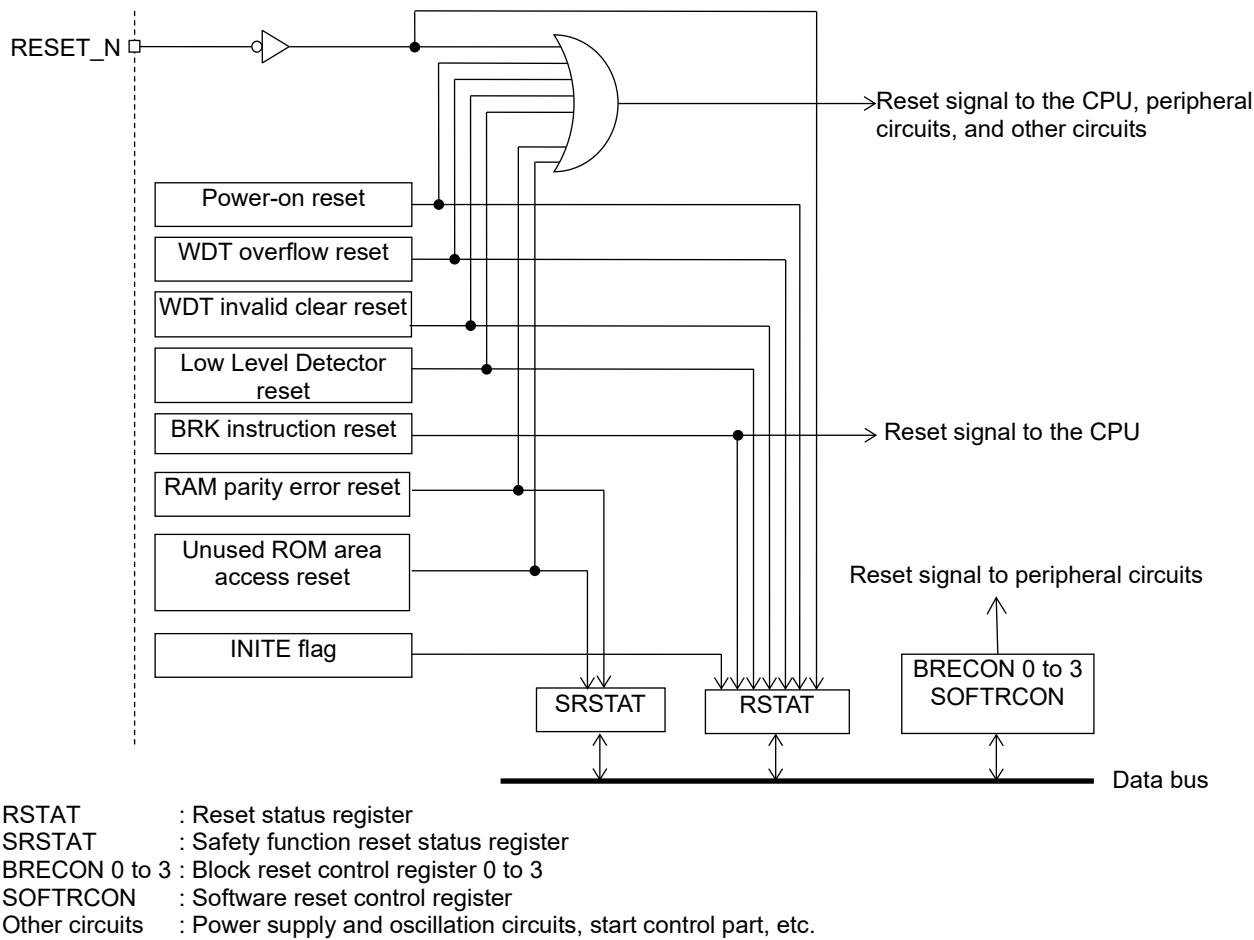 RESET_N
Reset signal to the CPU, peripheral
circuits, and other circuits
Power-on reset
WDT overflow reset
WDT invalid clear reset
Low Level Detector
reset
BRK instruction reset
Reset signal to the CPU
RAM parity error reset
Unused ROM area
access reset
Reset signal to peripheral circuits
INITE flag
BRECON 0 to 3
SOFTRCON
SRSTAT
RSTAT
Data bus
RSTAT : Reset status register
SRSTAT : Safety function reset status register
BRECON 0 to 3 : Block reset control register 0 to 3
SOFTRCON : Software reset control register
Other circuits : Power supply and oscillation circuits, start control part, etc.